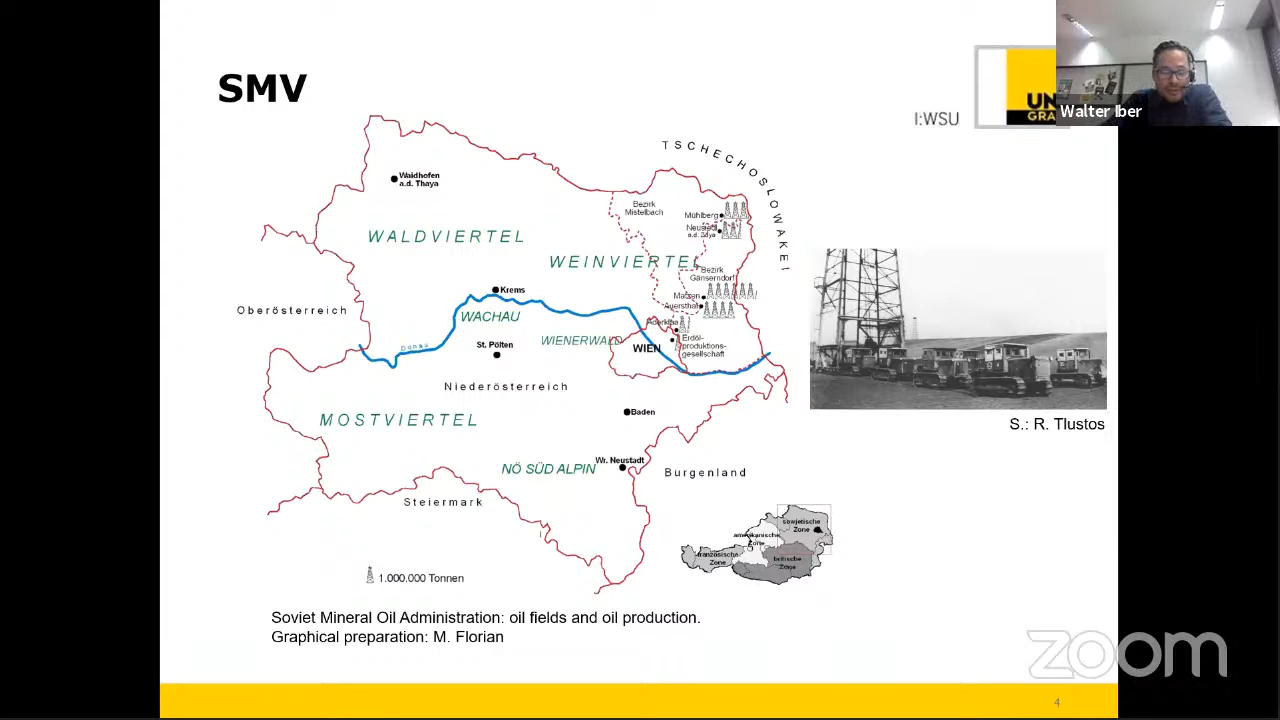 SMV
I:WSU
UN
GRA
Walter Iber
TSCHECHOSLOWAKEI
Waidhofen
a.d. Thaya
Bezirk
Mistelbach
Mühlberg
Neusiedl
a.d. Zaya
WALDVIERTEL
WEINVIERTEL
Bezirk
Gänserndorf
Krems
Matzen
Auersthal
Oberösterreich
WACHAU
Aderklaa
Donau
St. Pölten
WIENERWALD
WIEN
Erdöl-
produktions-
gesellschaft
Niederösterreich
MOSTVIERTEL
Baden
S.: R. Tlustos
Wr. Neustadt
NÖ SÜD ALPIN
Burgenland
Steiermark
sowjetische
Zone
amerikanische
Zone
französische
Zone
britische
Zone
1.000.000 Tonnen
Soviet Mineral Oil Administration: oil fields and oil production.
Graphical preparation: M. Florian
zoom
4